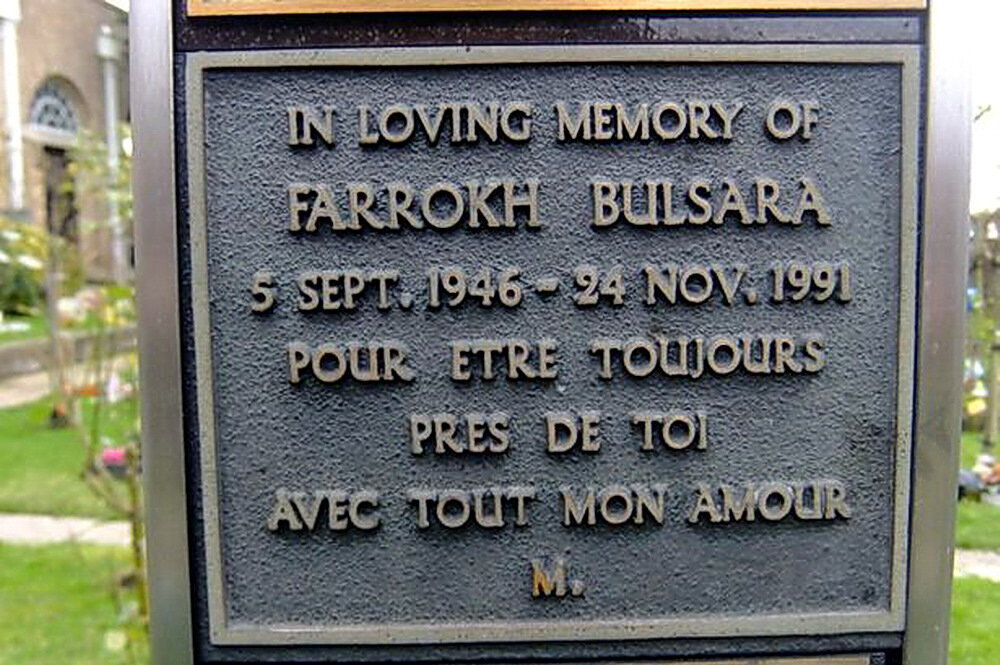 IN LOVING MEMORY OF
FARROKH BULSARA
5 SEPT. 1946 - 24 NOV. 1991
POUR ETRE TOUJOURS
PRES DE TOI
AVEC TOUT MON AMOUR
M.